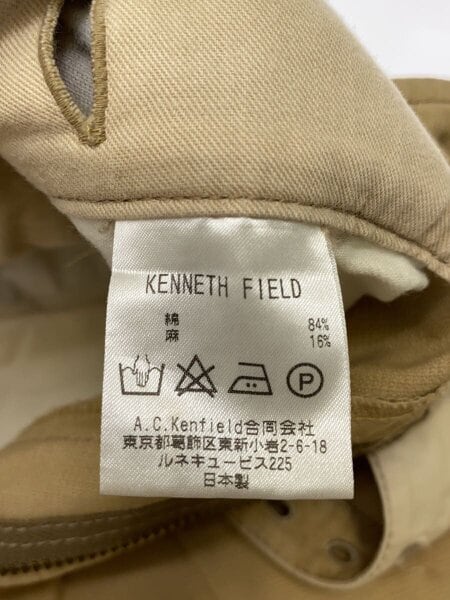 KENNETH FIELD
綿 84%
麻 16%
P
A.C.Kenfield合同会社
東京都葛飾区東新小岩2-6-18
ルネキュービス225
日本製